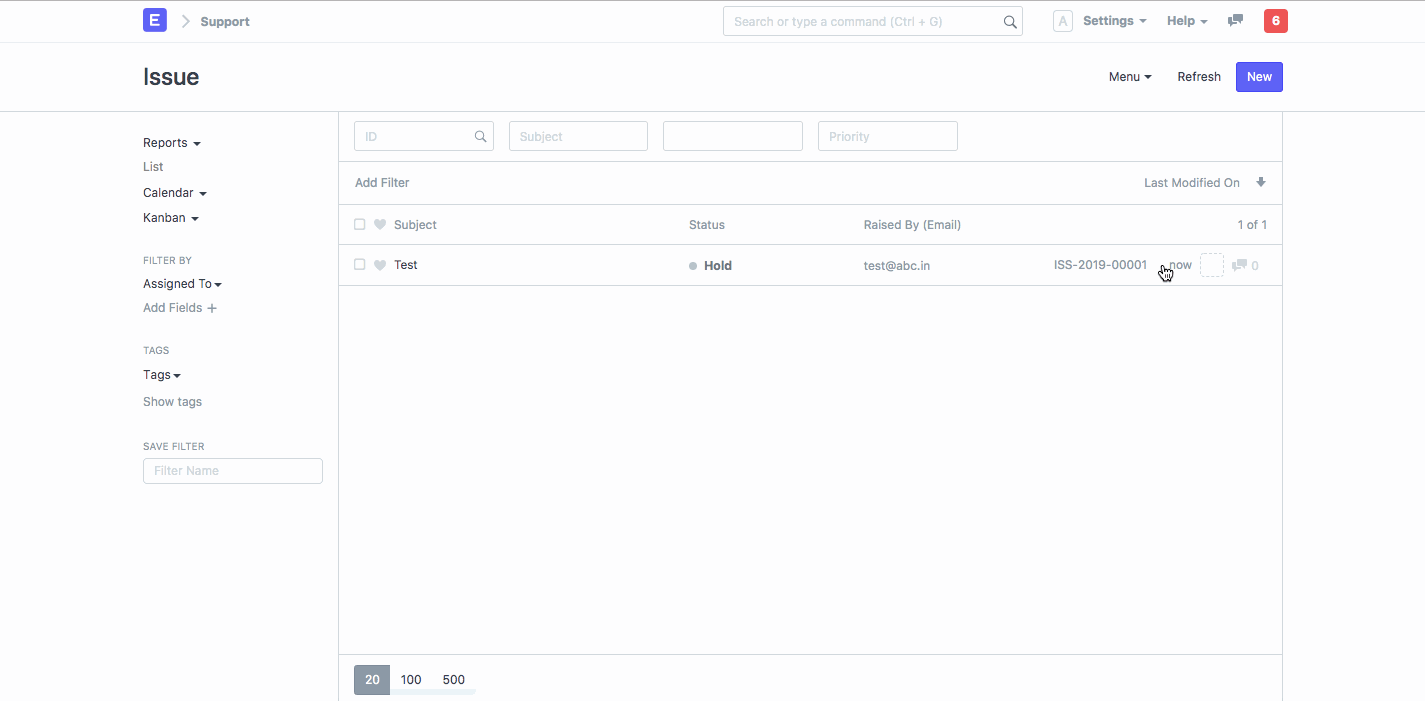 E Support Search or type a command (Ctrl + G) A Settings Help 6
Issue Menu Refresh New
Reports
List
Calendar
Kanban
FILTER BY
Assigned To
Add Fields
TAGS
Tags
Show tags
SAVE FILTER
Filter Name
ID Subject Priority
Add Filter Last Modified On
Subject Status Raised By (Email) 1 of 1
Test Hold test@abc.in ISS-2019-00001 now 0
20 100 500